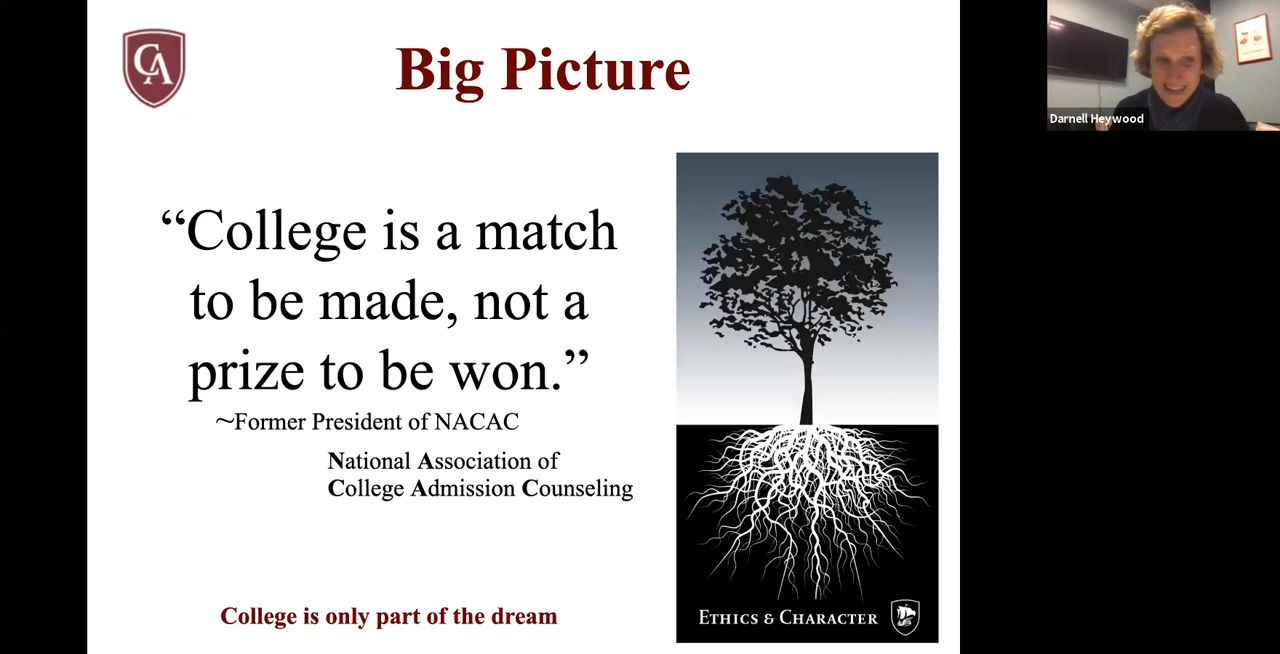 CA
Big Picture
“College is a match
to be made, not a
prize to be won.”
~Former President of NACAC
National Association of
College Admission Counseling
College is only part of the dream
ETHICS & CHARACTER
Darnell Heywood